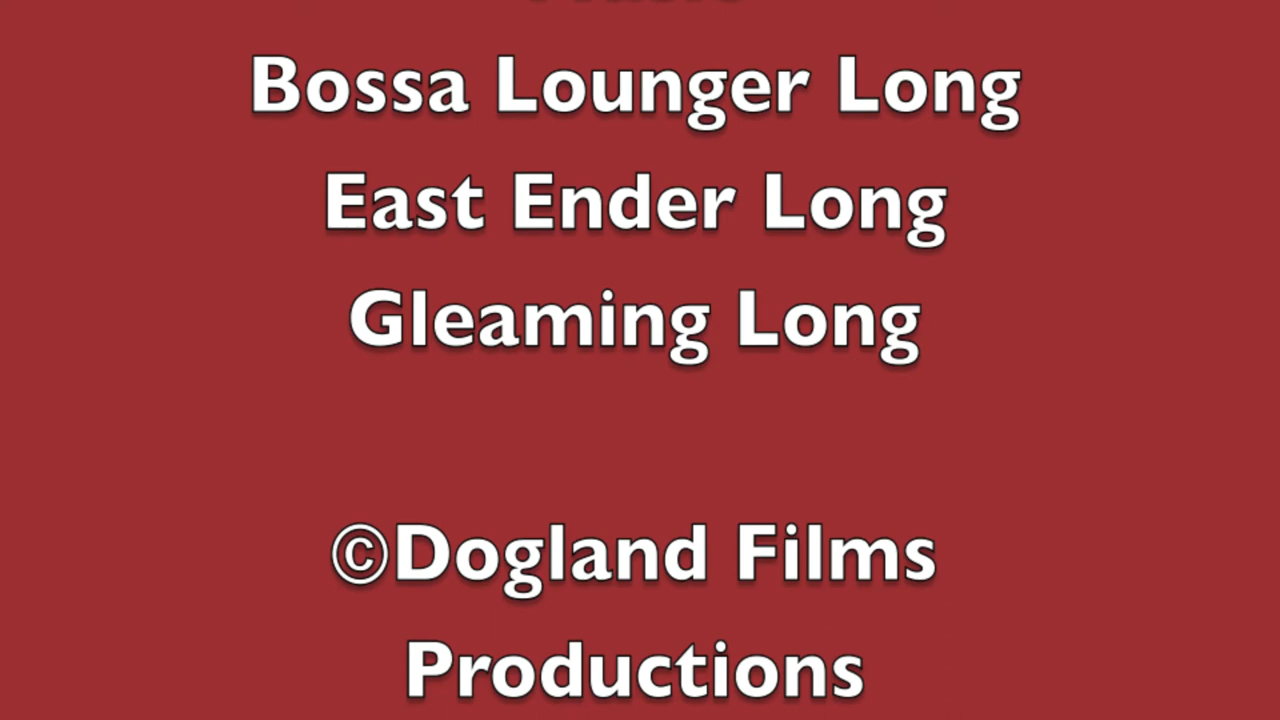 Bossa Lounger Long
East Ender Long
Gleaming Long
©Dogland Films
Productions